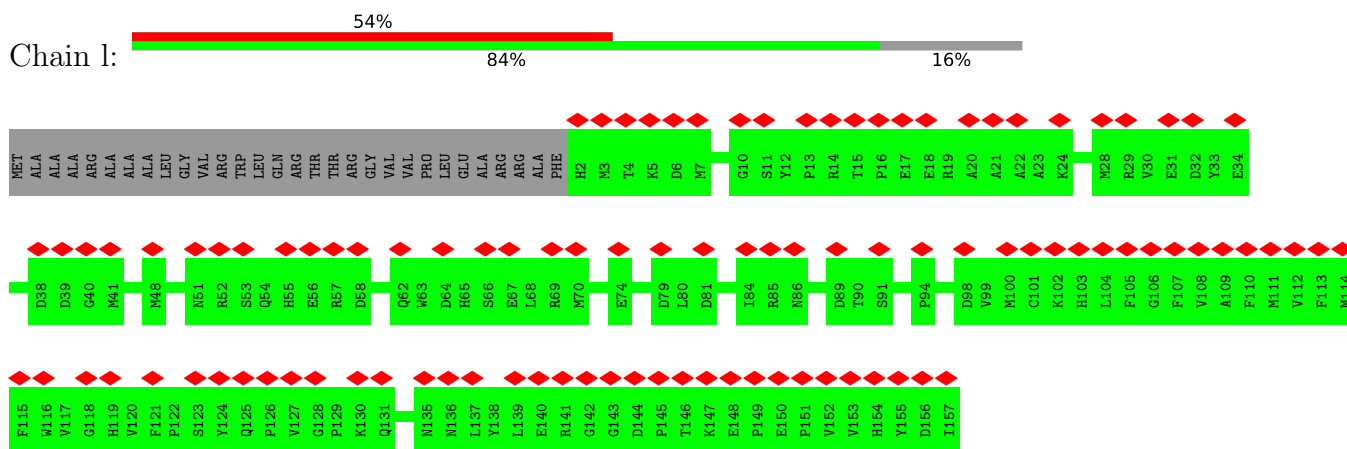 54%
Chain l:
84% 16%
MET ALA ALA ALA ARG ALA ALA ALA LEU GLY VAL ARG TRP LEU GLN ARG THR THR ARG GLY VAL VAL PRO LEU GLU ALA ARG ARG ALA PHE H2 M3 T4 K5 D6 M7 G10 S11 Y12 P13 R14 T15 P16 E17 E18 R19 A20 A21 A22 A23 K24 M28 R29 V30 E31 D32 Y33 E34
D38 D39 G40 M41 M48 N51 R52 S53 Q54 H55 E56 R57 D58 Q62 W63 D64 H65 S66 E67 L68 R69 M70 E74 D79 L80 D81 I84 R85 N86 D89 T90 S91 P94 D98 V99 M100 C101 K102 H103 L104 F105 G106 F107 V108 A109 F110 M111 V112 F113 M114
F115 W116 V117 G118 H119 V120 F121 P122 S123 Y124 Q125 P126 V127 G128 P129 K130 Q131 N135 N136 L137 Y138 L139 E140 R141 G142 G143 D144 P145 T146 K147 E148 P149 E150 P151 V152 V153 H154 Y155 D156 I157